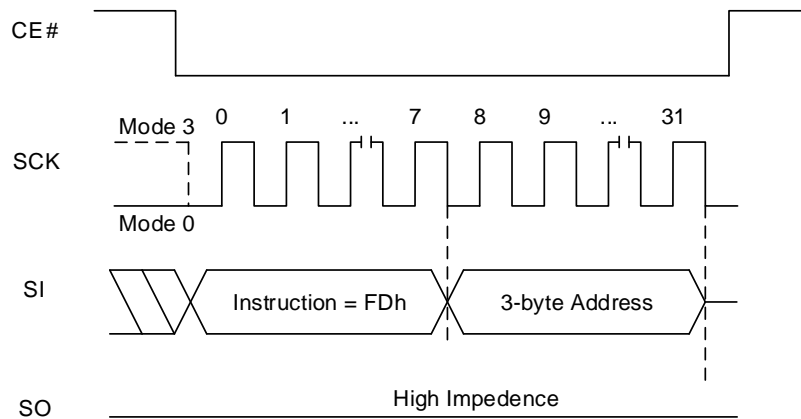 CE#
Mode 3
0 1 ... 7 8 9 ... 31
SCK
Mode 0
SI
Instruction = FDh
3-byte Address
High Impedence
SO